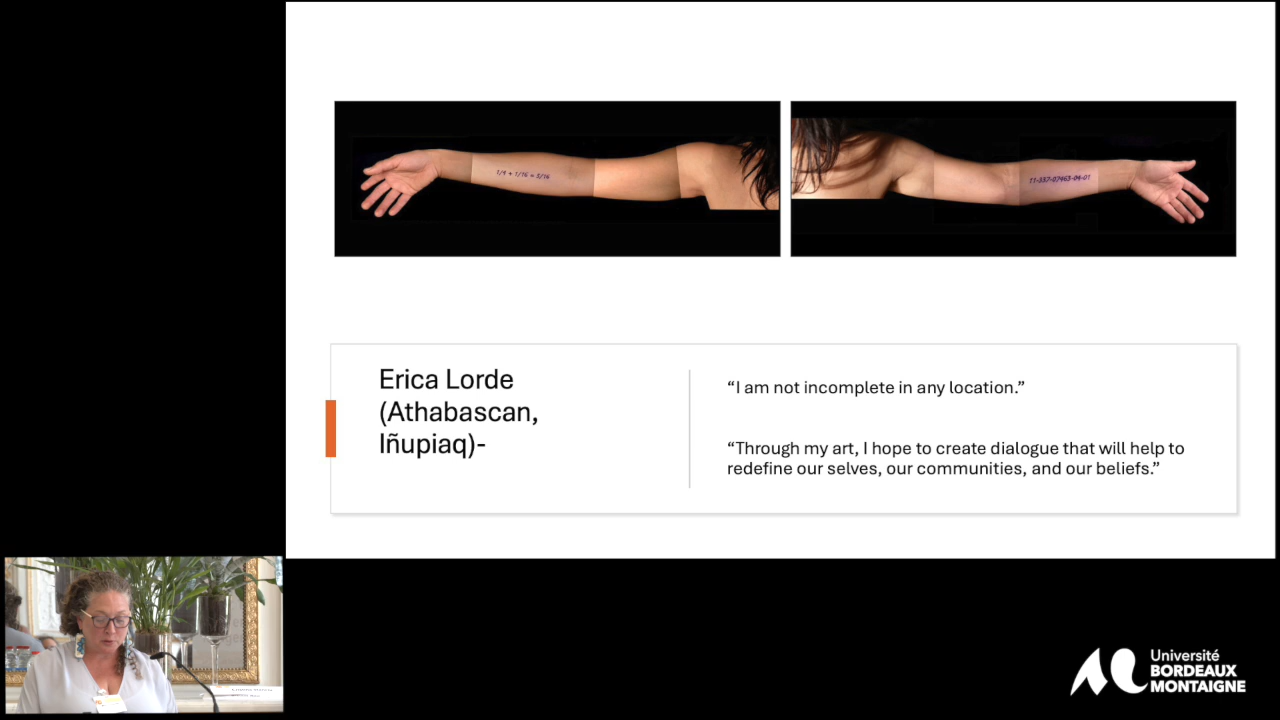 1/4 + 1/16 = 5/16
11-337-07463-04-01
Erica Lorde
(Athabascan,
Iñupiaq)-
“I am not incomplete in any location.”
“Through my art, I hope to create dialogue that will help to
redefine our selves, our communities, and our beliefs.”
Université
BORDEAUX
MONTAIGNE